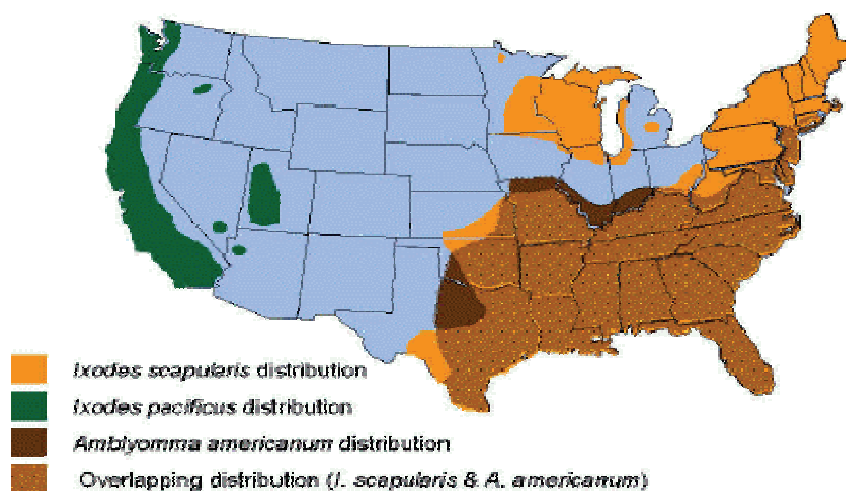 Ixodes scapularis distribution
Ixodes pacificus distribution
Amblyomma americanum distribution
Overlapping distribution (I. scapularis & A. americanum)